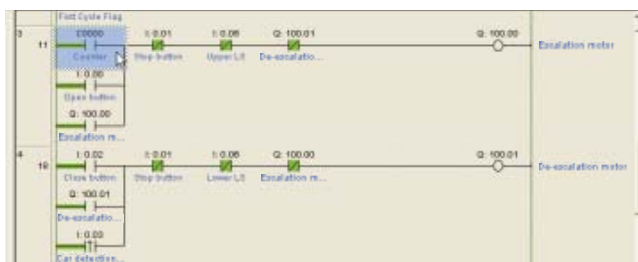 First Cycle Flag
3
11
C0000
I: 0.01
I: 0.06
Q: 100.01
Q: 100.00
Escalation motor
Counter
Stop button
Upper LS
De-escalatio...
I: 0.00
Open button
Q: 100.00
Escalation m...
4
I: 0.02
I: 0.01
Q: 100.00
Q: 100.01
De-escalation motor
Close button
Stop button
Lower LS
Escalation m...
Q: 100.01
De-escalatio...
I: 0.03
Car detection...